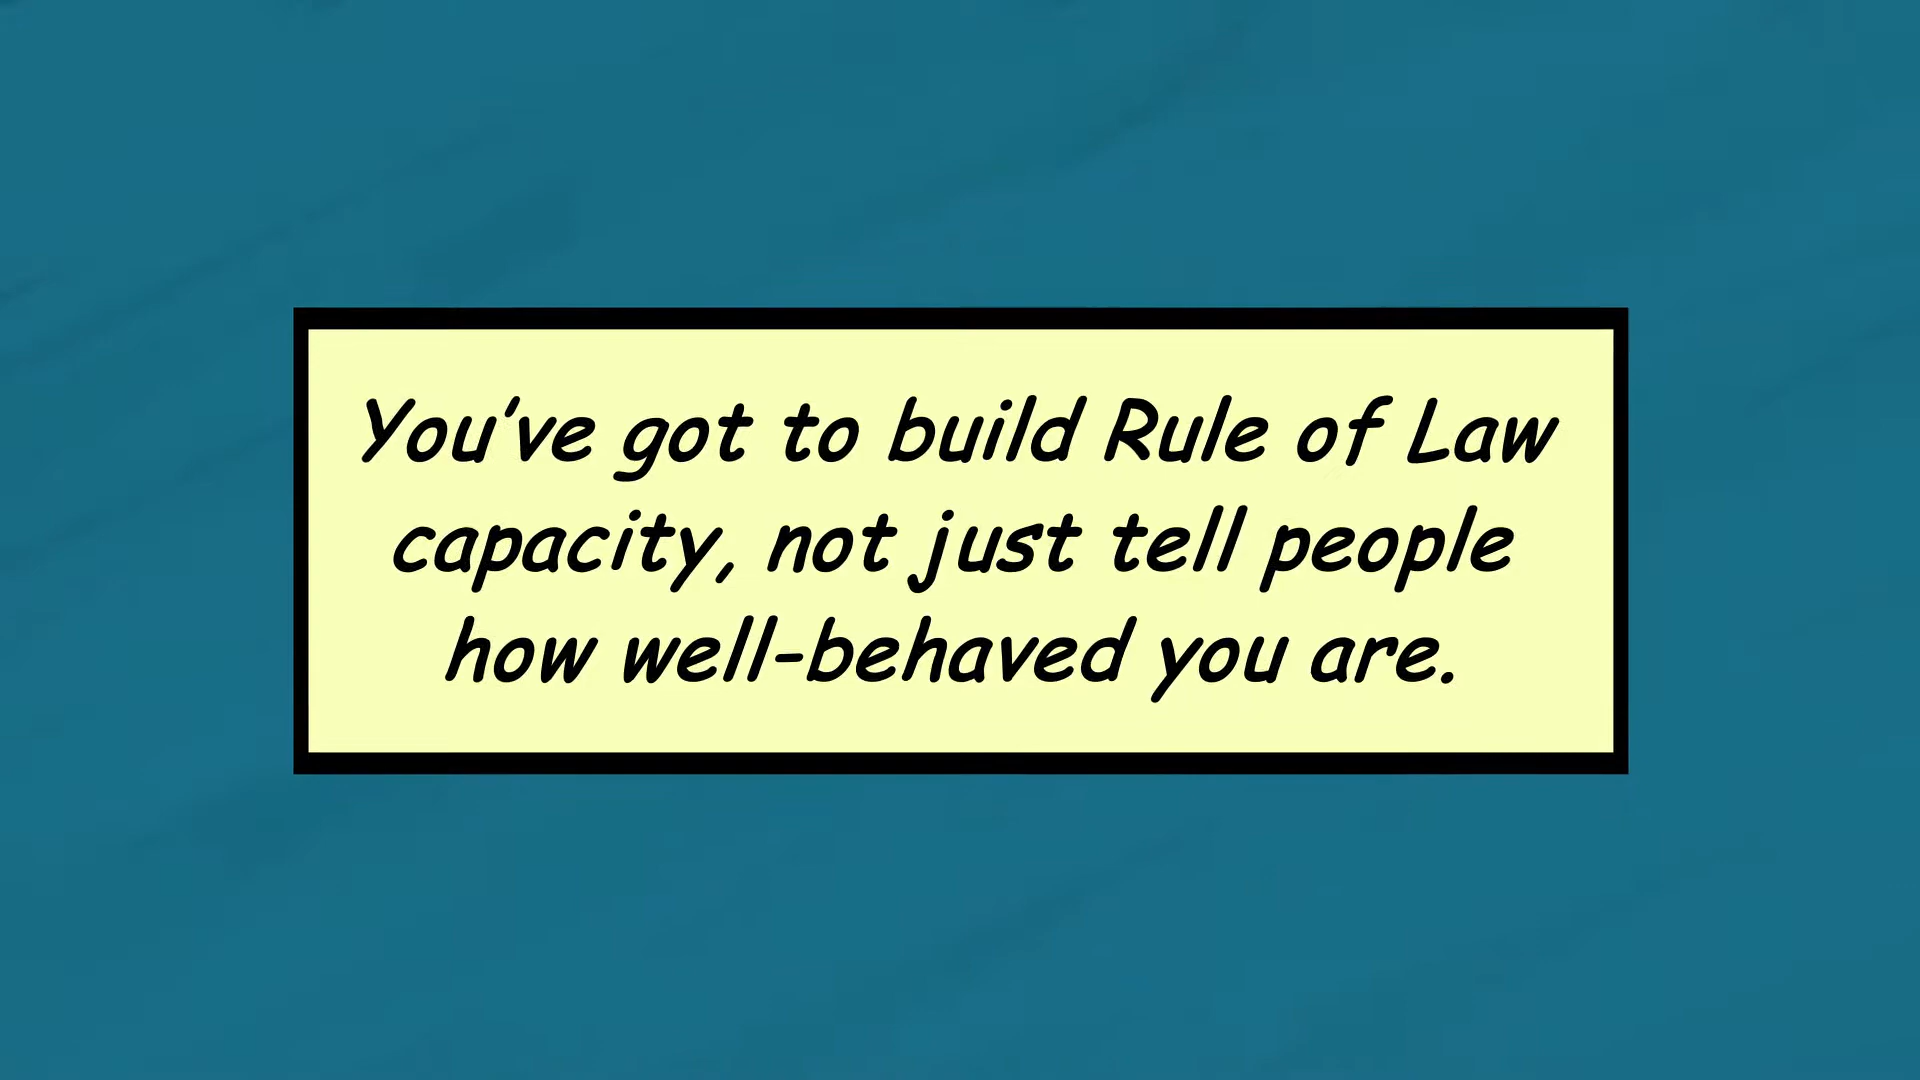 You've got to build Rule of Law
capacity, not just tell people
how well-behaved you are.